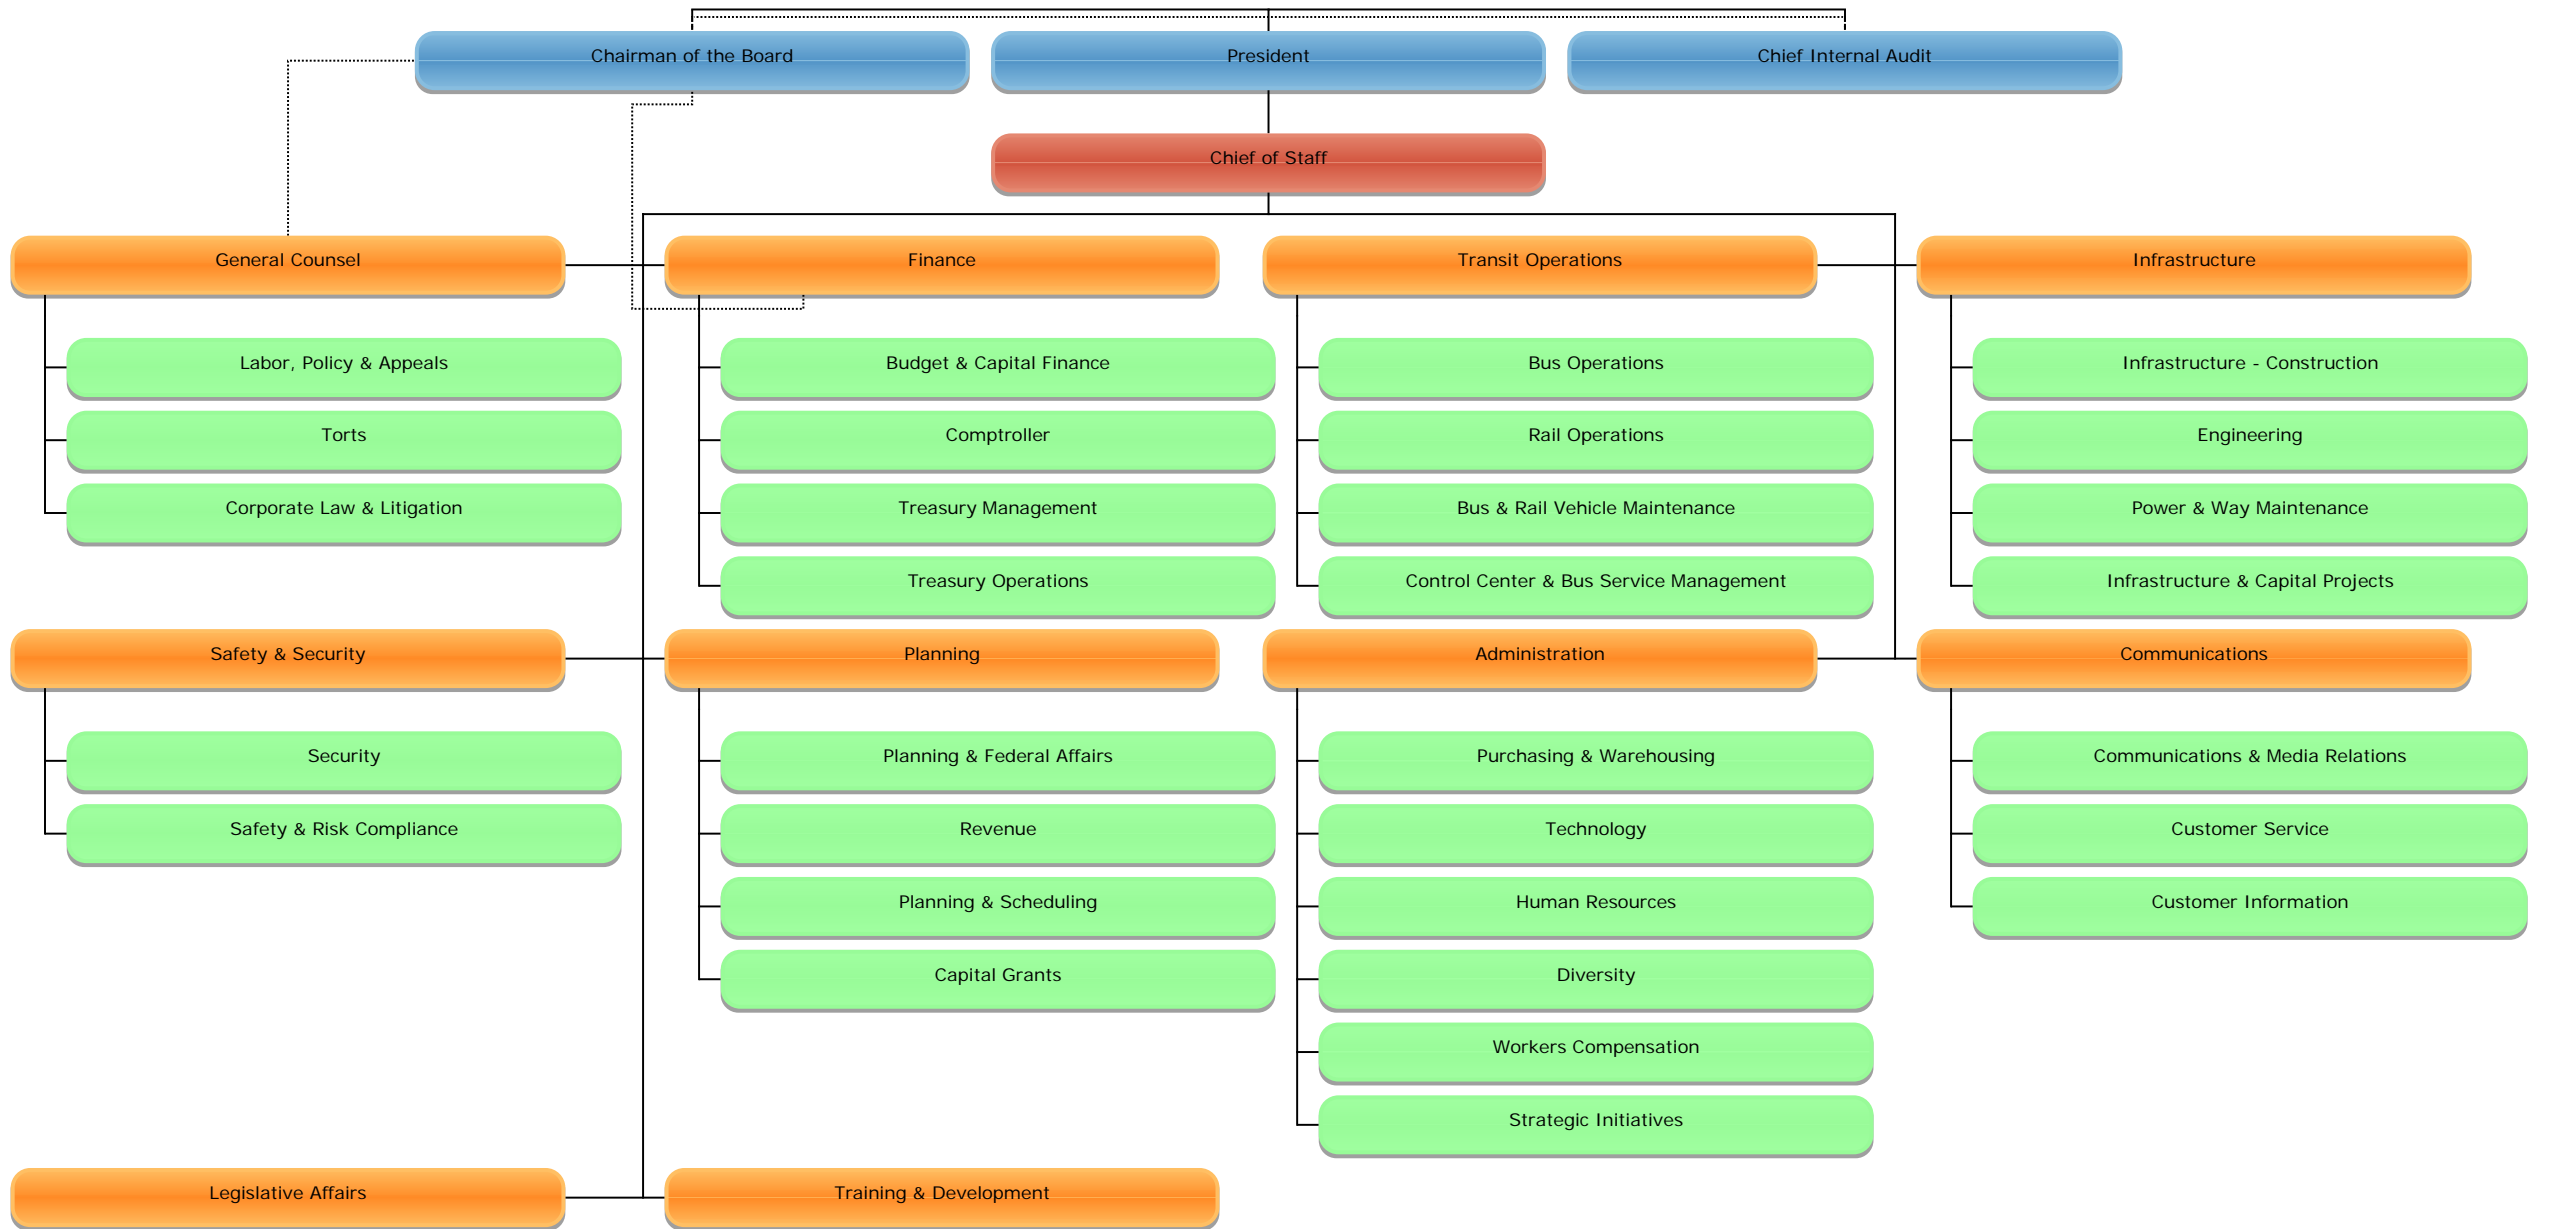 Chairman of the Board
President
Chief Internal Audit
Chief of Staff
General Counsel
Finance
Transit Operations
Infrastructure
Labor, Policy & Appeals
Budget & Capital Finance
Bus Operations
Infrastructure - Construction
Torts
Comptroller
Rail Operations
Engineering
Corporate Law & Litigation
Treasury Management
Bus & Rail Vehicle Maintenance
Power & Way Maintenance
Treasury Operations
Control Center & Bus Service Management
Infrastructure & Capital Projects
Safety & Security
Planning
Administration
Communications
Security
Planning & Federal Affairs
Purchasing & Warehousing
Communications & Media Relations
Safety & Risk Compliance
Revenue
Technology
Customer Service
Planning & Scheduling
Human Resources
Customer Information
Capital Grants
Diversity
Workers Compensation
Strategic Initiatives
Legislative Affairs
Training & Development